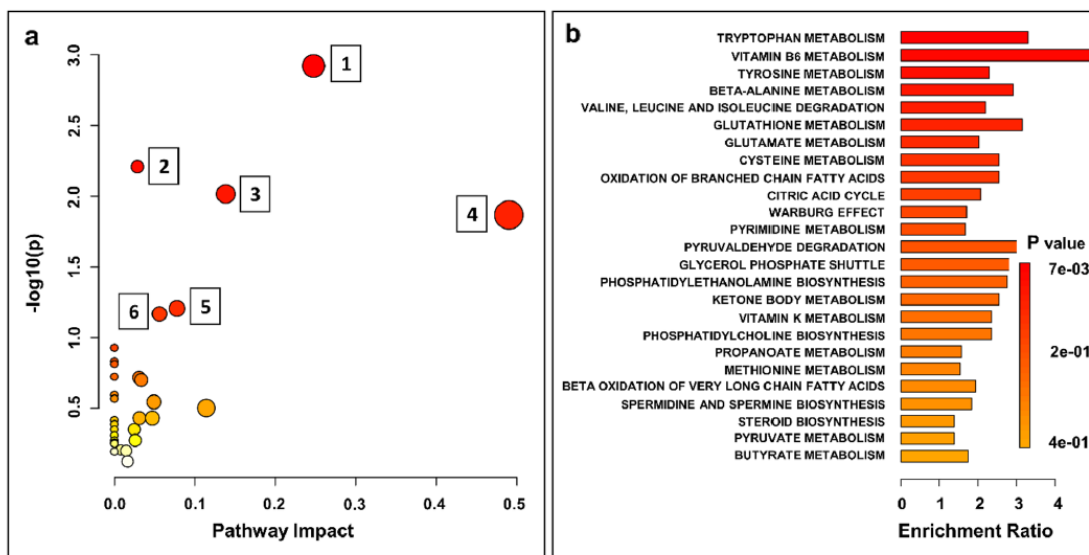 a
-log10(p)
3.0
2.5
2.0
1.5
1.0
0.5
1
2
3
4
5
6
0.0 0.1 0.2 0.3 0.4 0.5
Pathway Impact
b
TRYPTOPHAN METABOLISM
VITAMIN B6 METABOLISM
TYROSINE METABOLISM
BETA-ALANINE METABOLISM
VALINE, LEUCINE AND ISOLEUCINE DEGRADATION
GLUTATHIONE METABOLISM
GLUTAMATE METABOLISM
CYSTEINE METABOLISM
OXIDATION OF BRANCHED CHAIN FATTY ACIDS
CITRIC ACID CYCLE
WARBURG EFFECT
PYRIMIDINE METABOLISM
PYRUVALDEHYDE DEGRADATION
GLYCEROL PHOSPHATE SHUTTLE
PHOSPHATIDYLETHANOLAMINE BIOSYNTHESIS
KETONE BODY METABOLISM
VITAMIN K METABOLISM
PHOSPHATIDYLCHOLINE BIOSYNTHESIS
PROPANOATE METABOLISM
METHIONINE METABOLISM
BETA OXIDATION OF VERY LONG CHAIN FATTY ACIDS
SPERMIDINE AND SPERMINE BIOSYNTHESIS
STEROID BIOSYNTHESIS
PYRUVATE METABOLISM
BUTYRATE METABOLISM
P value
7e-03
2e-01
4e-01
0 1 2 3 4
Enrichment Ratio